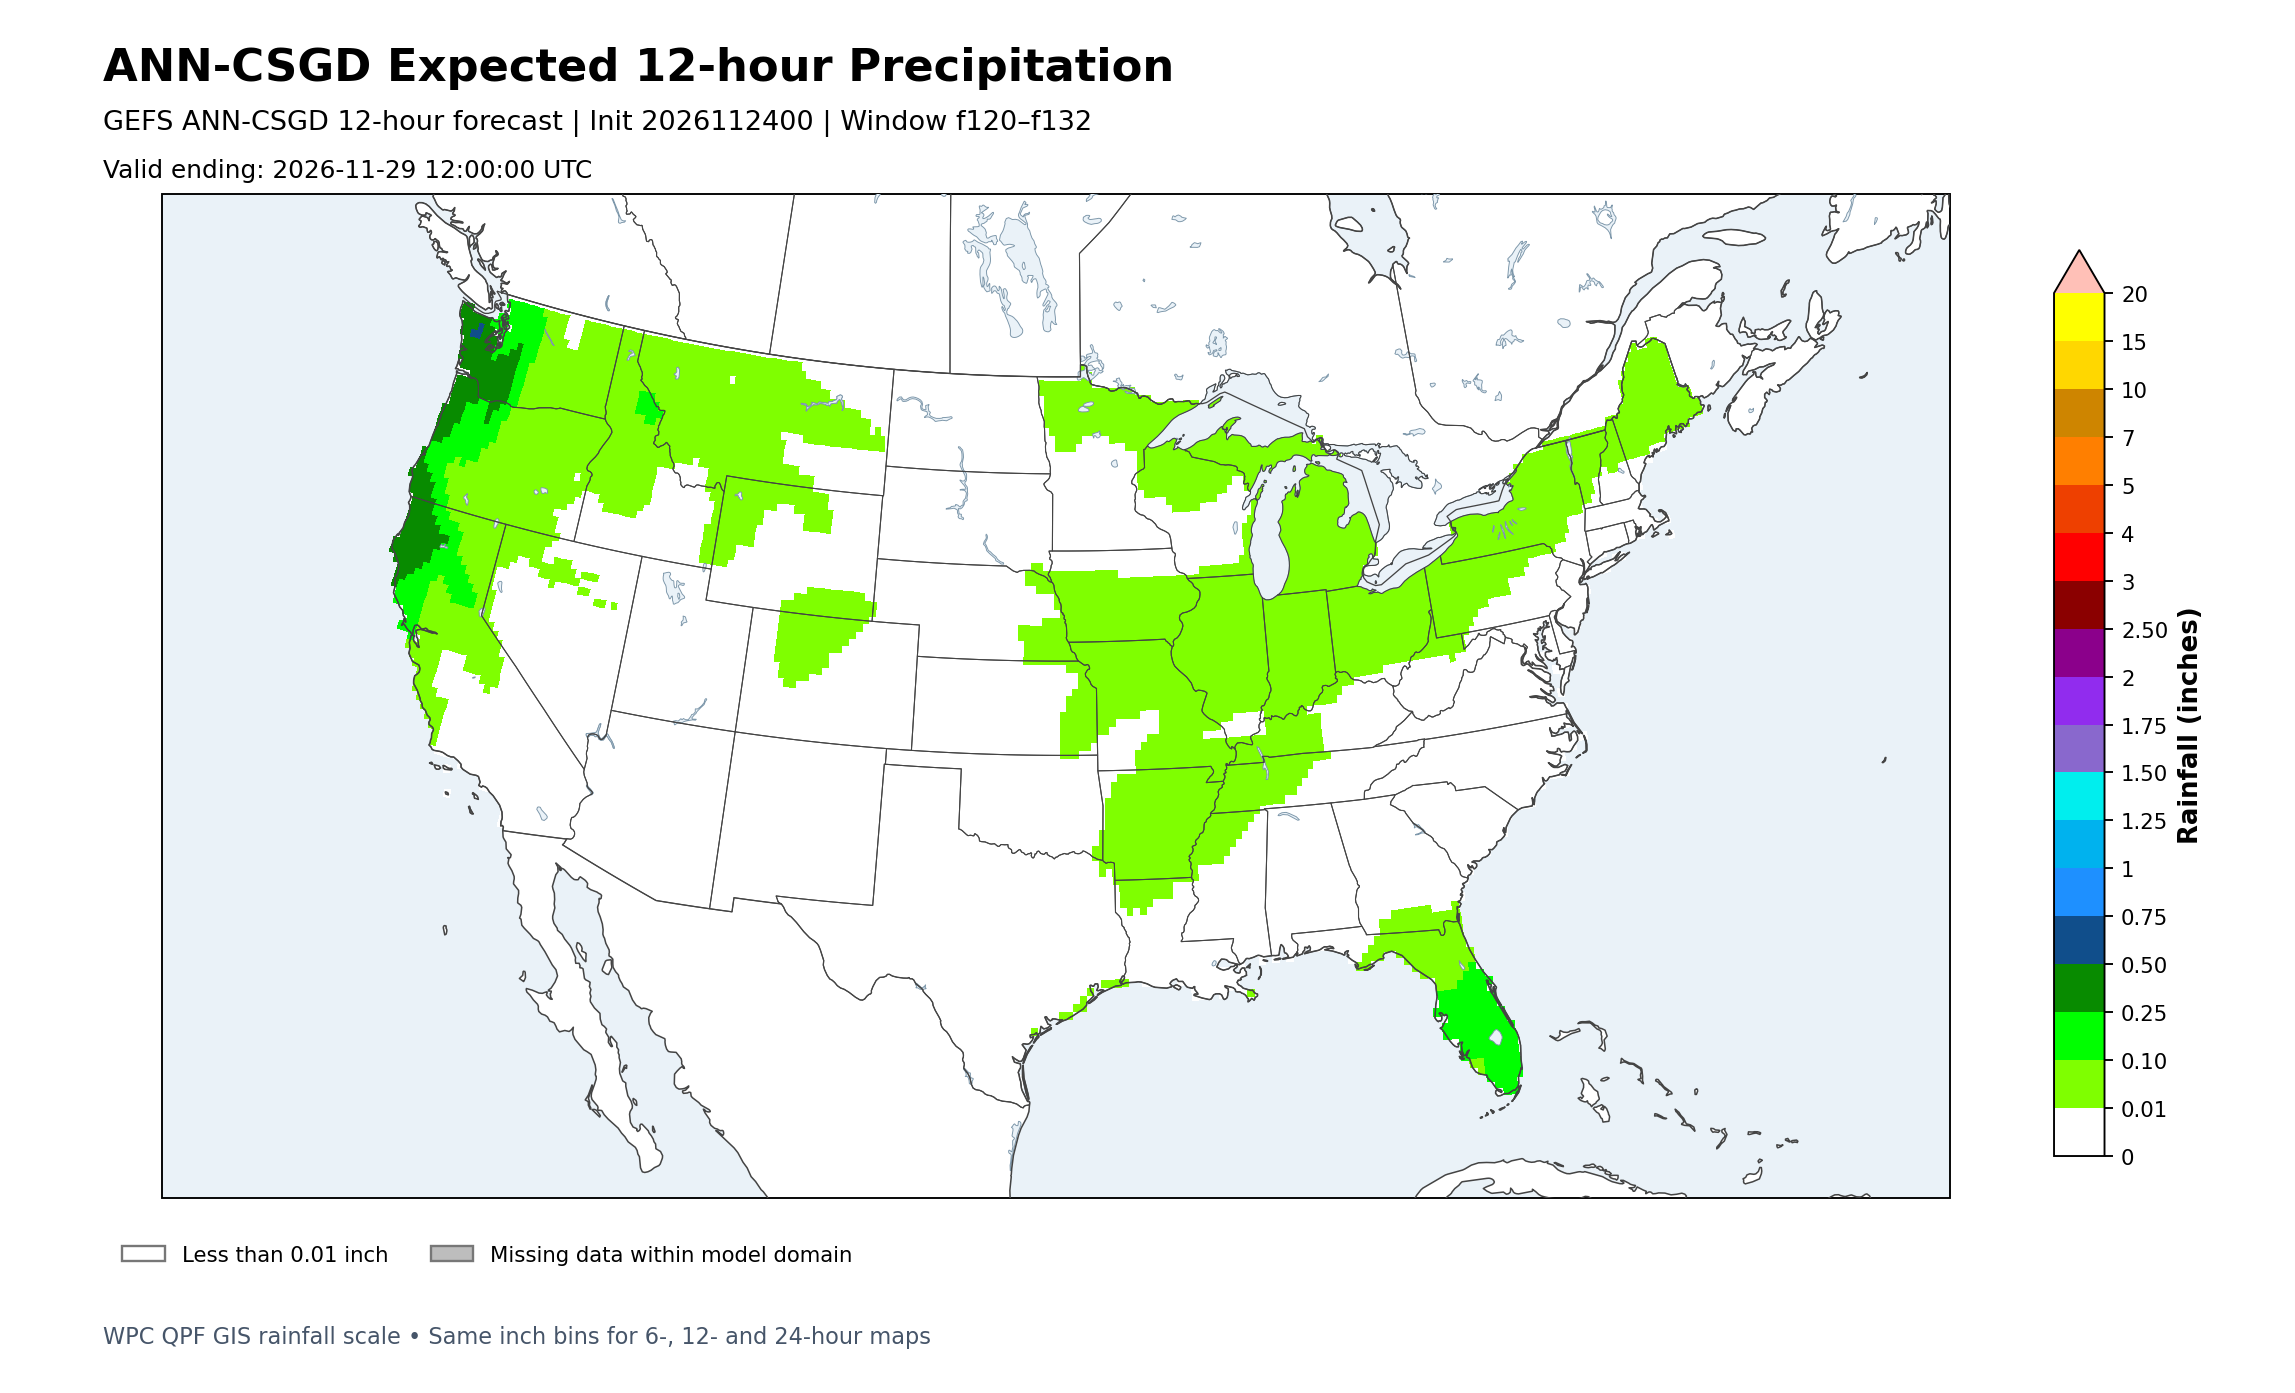 ANN-CSGD Expected 12-hour Precipitation
GEFS ANN-CSGD 12-hour forecast | Init 2026112400 | Window f120–f132
Valid ending: 2026-11-29 12:00:00 UTC
20
15
10
7
5
4
3
2.50
2
1.75
1.50
1.25
1
0.75
0.50
0.25
0.10
0.01
0
Rainfall (inches)
Less than 0.01 inch
Missing data within model domain
WPC QPF GIS rainfall scale • Same inch bins for 6-, 12- and 24-hour maps